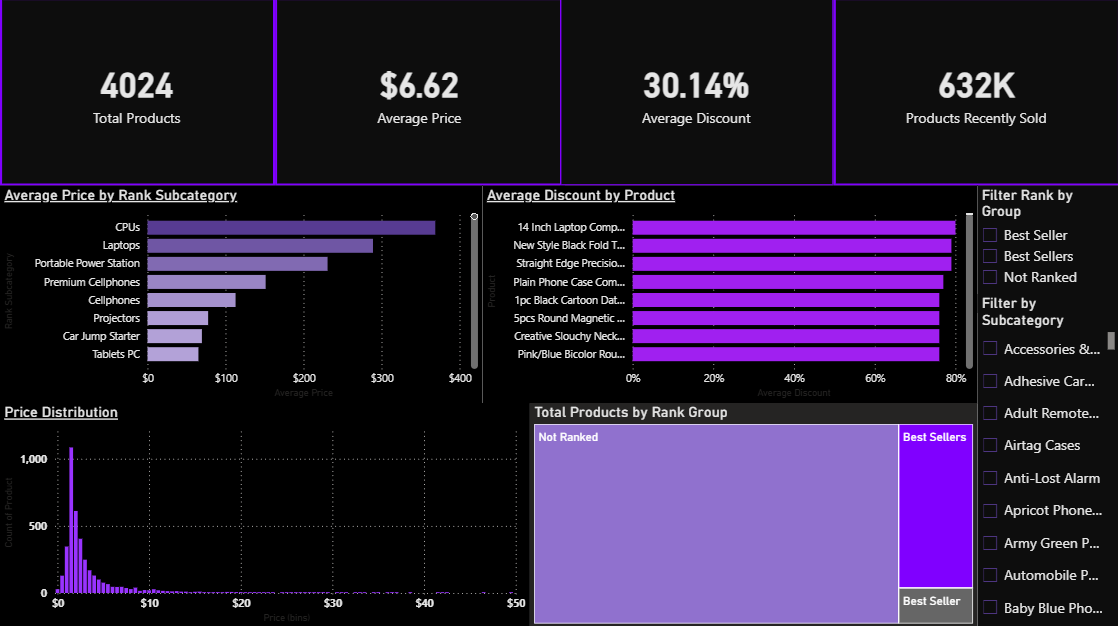 4024
Total Products
$6.62
Average Price
30.14%
Average Discount
632K
Products Recently Sold
Average Price by Rank Subcategory
Rank Subcategory
CPUs
Laptops
Portable Power Station
Premium Cellphones
Cellphones
Projectors
Car Jump Starter
Tablets PC
$0 $100 $200 $300 $400
Average Price
Average Discount by Product
Product
14 Inch Laptop Comp...
New Style Black Fold T...
Straight Edge Precisio...
Plain Phone Case Com...
1pc Black Cartoon Dat...
5pcs Round Magnetic ...
Creative Slouchy Neck...
Pink/Blue Bicolor Rou...
0% 20% 40% 60% 80%
Average Discount
Filter Rank by
Group
Best Seller
Best Sellers
Not Ranked
Filter by
Subcategory
Accessories &...
Adhesive Car...
Adult Remote...
Airtag Cases
Anti-Lost Alarm
Apricot Phone...
Army Green P...
Automobile P...
Baby Blue Pho...
Price Distribution
Count of Product
1,000
500
0
$0 $10 $20 $30 $40 $50
Price (bins)
Total Products by Rank Group
Not Ranked
Best Sellers
Best Seller